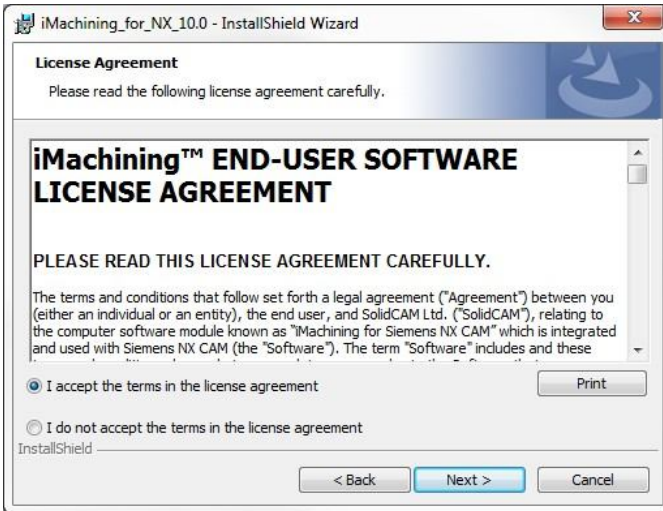 iMachining_for_NX_10.0 - InstallShield Wizard
License Agreement
Please read the following license agreement carefully.
iMachining™ END-USER SOFTWARE
LICENSE AGREEMENT
PLEASE READ THIS LICENSE AGREEMENT CAREFULLY.
The terms and conditions that follow set forth a legal agreement ("Agreement") between you
(either an individual or an entity), the end user, and SolidCAM Ltd. ("SolidCAM"), relating to
the computer software module known as "iMachining for Siemens NX CAM" which is integrated
and used with Siemens NX CAM (the "Software"). The term "Software" includes and these
I accept the terms in the license agreement
Print
I do not accept the terms in the license agreement
InstallShield
< Back
Next >
Cancel